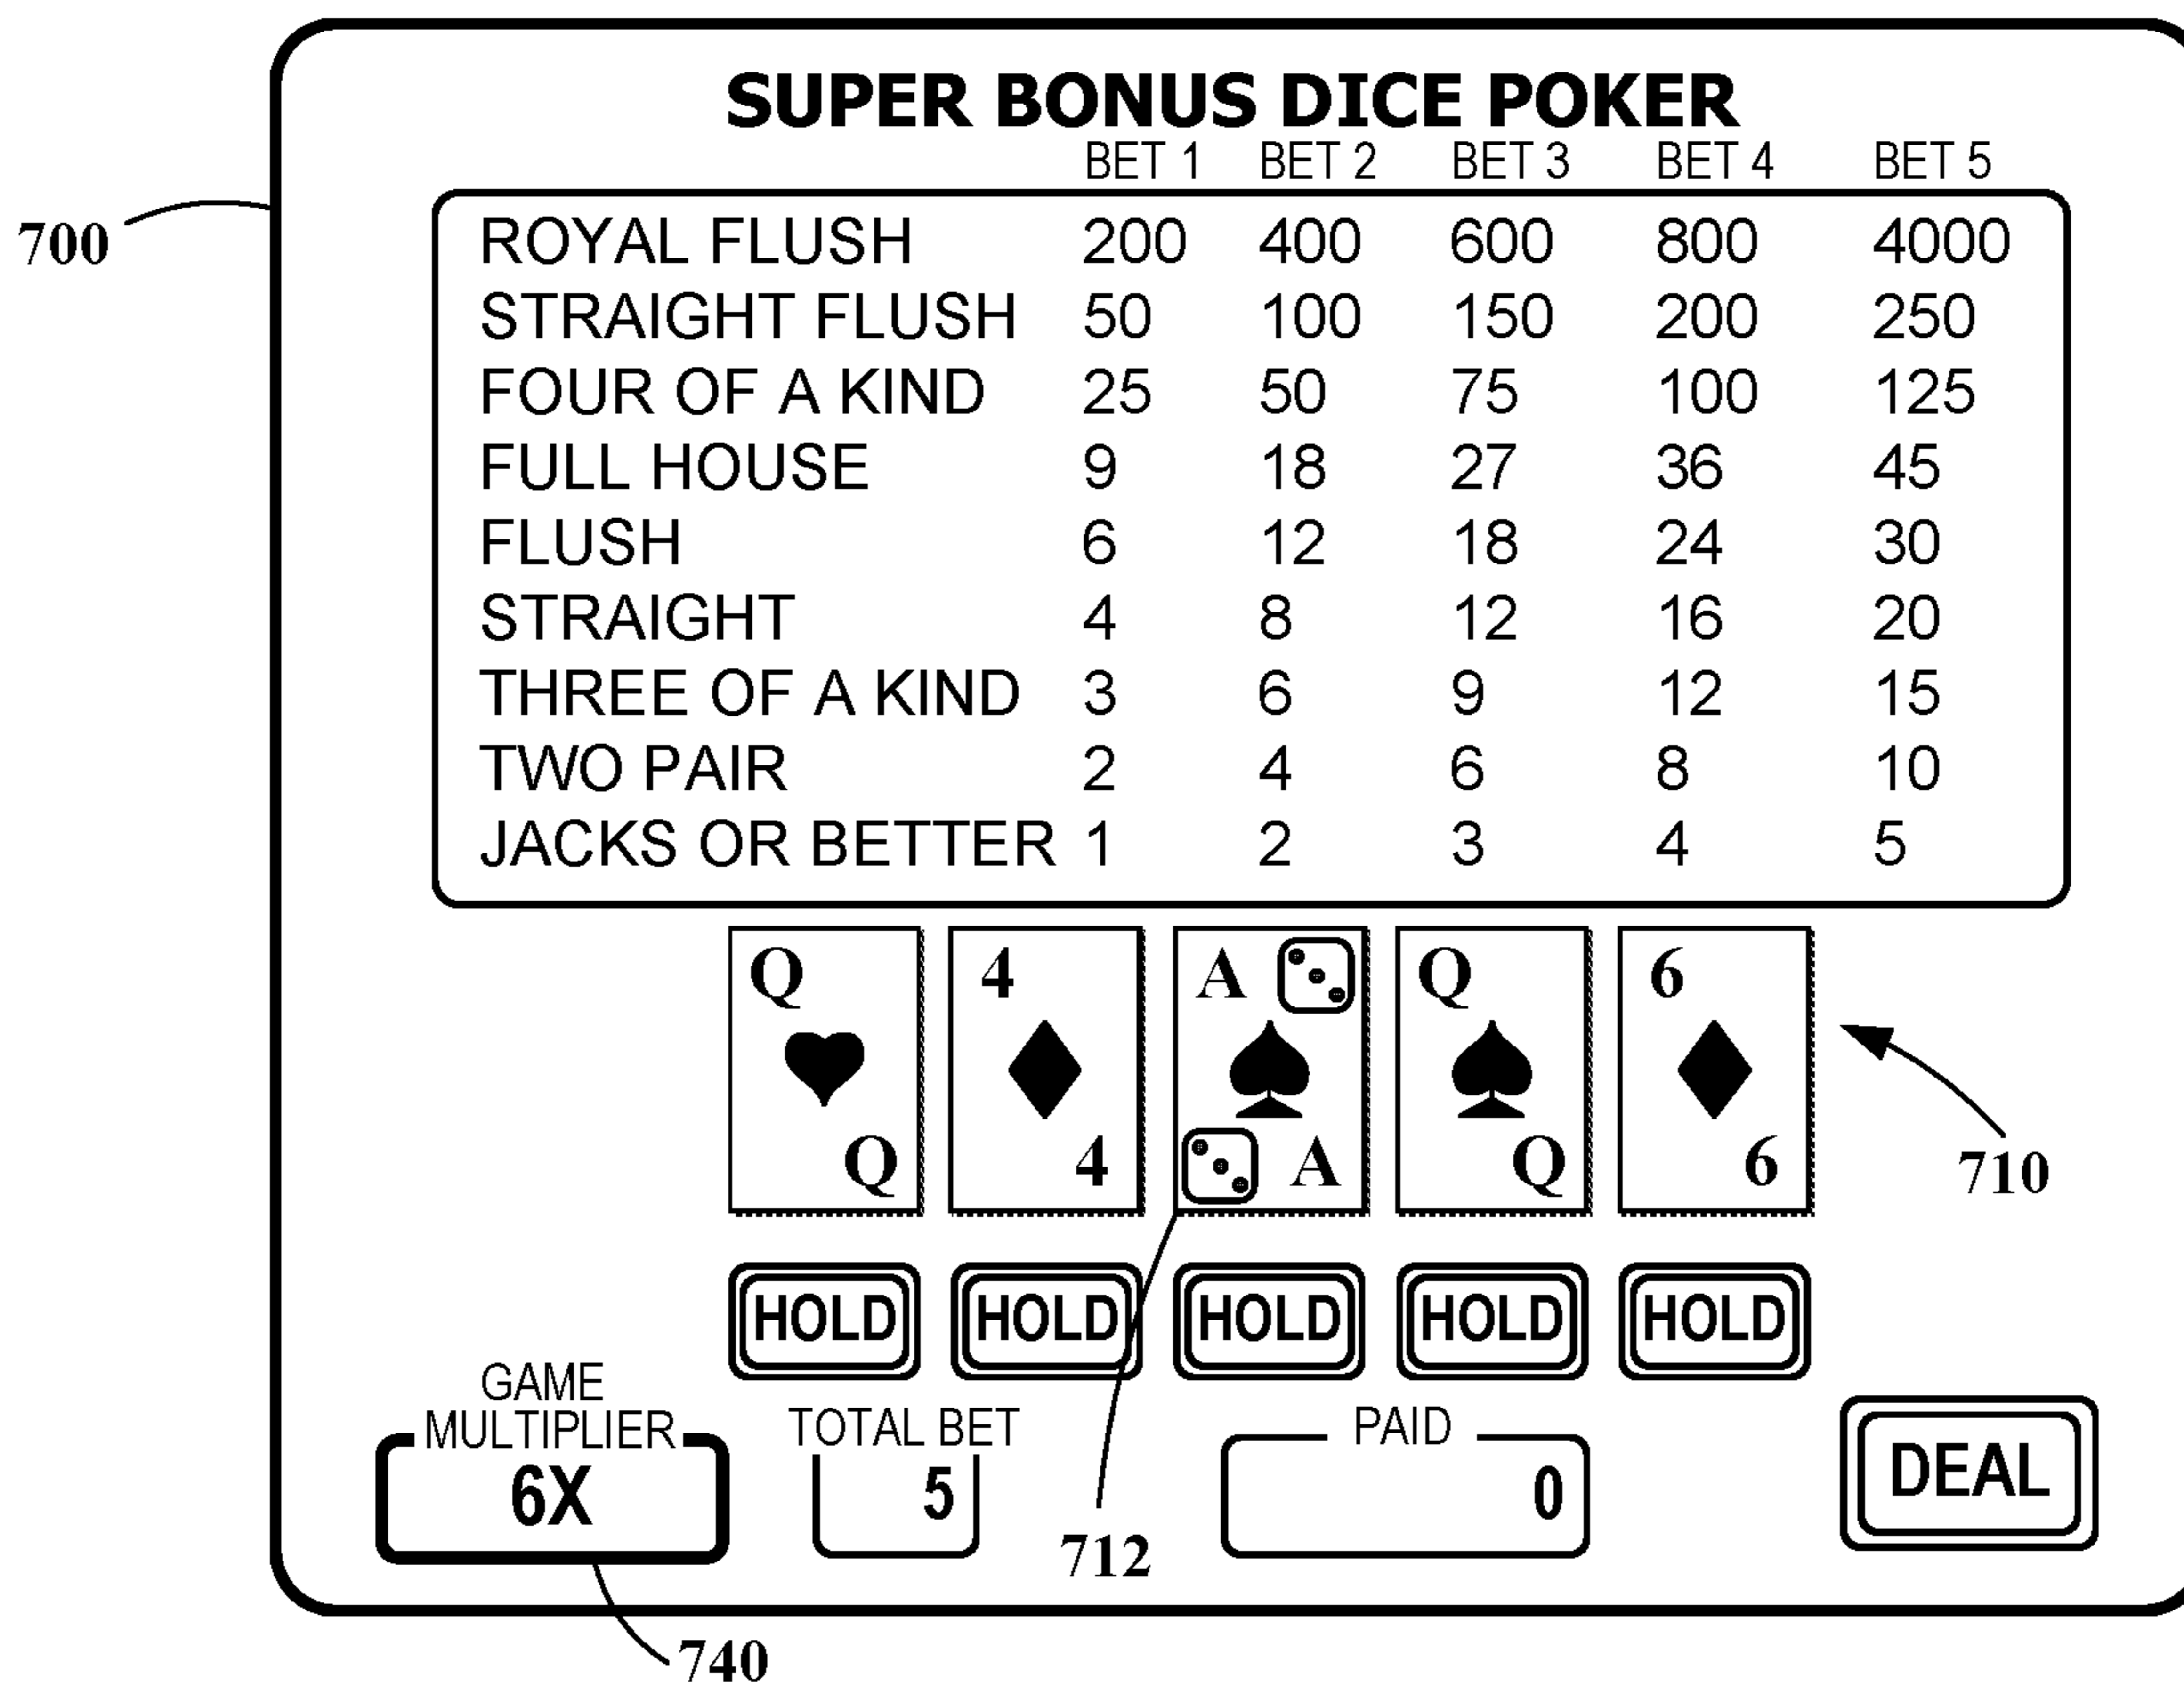 SUPER BONUS DICE POKER
BET 1 BET 2 BET 3 BET 4 BET 5
700
ROYAL FLUSH 200 400 600 800 4000
STRAIGHT FLUSH 50 100 150 200 250
FOUR OF A KIND 25 50 75 100 125
FULL HOUSE 9 18 27 36 45
FLUSH 6 12 18 24 30
STRAIGHT 4 8 12 16 20
THREE OF A KIND 3 6 9 12 15
TWO PAIR 2 4 6 8 10
JACKS OR BETTER 1 2 3 4 5
Q 4 A Q 6
Q 4 A Q 6
710
HOLD HOLD HOLD HOLD HOLD
GAME
MULTIPLIER TOTAL BET PAID
6X 5 0 DEAL
712
740